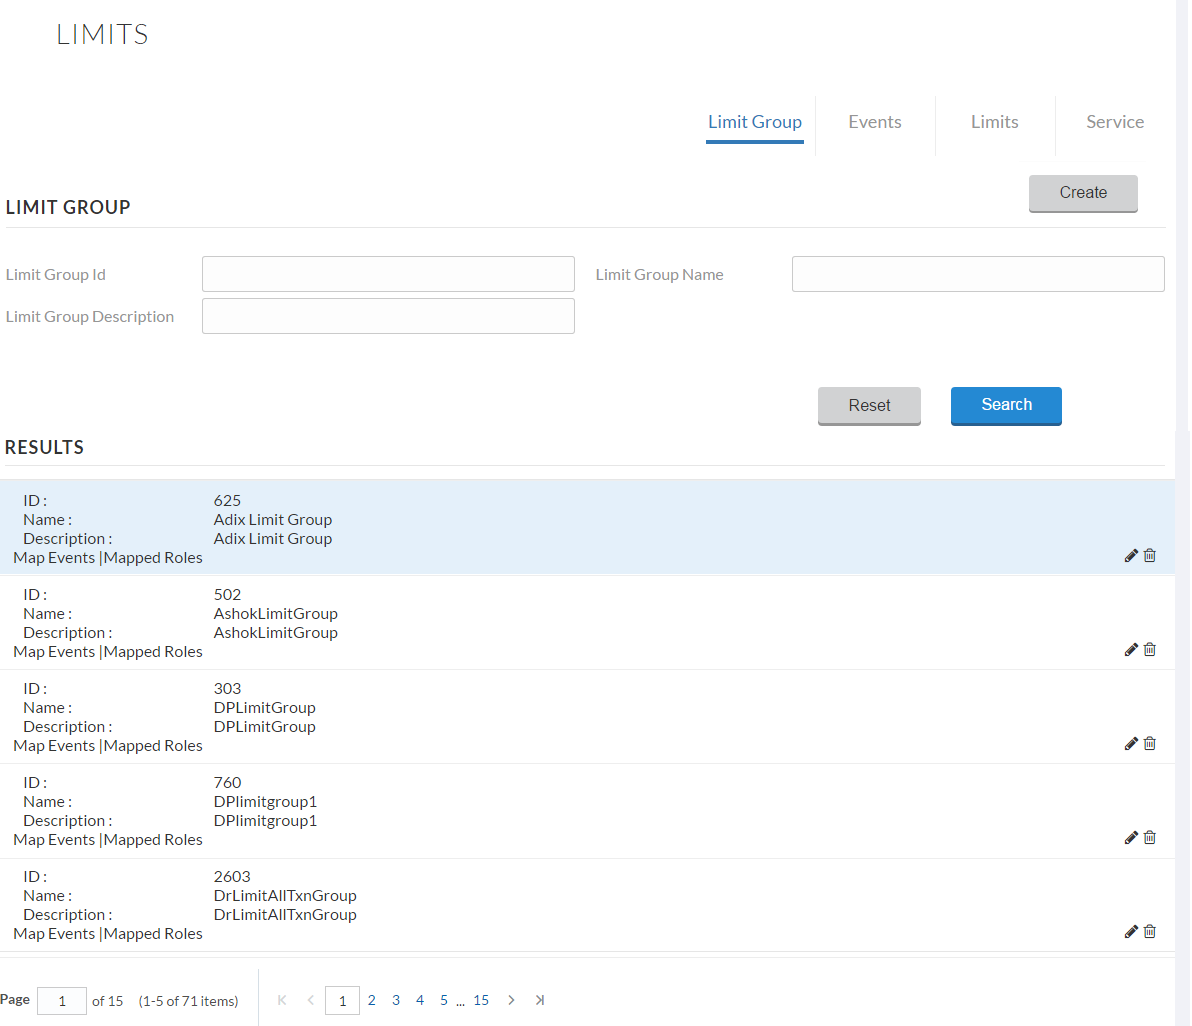 LIMITS
Limit Group Events Limits Service
Create
LIMIT GROUP
Limit Group Id Limit Group Name
Limit Group Description
Reset Search
RESULTS
ID : 625
Name : Adix Limit Group
Description : Adix Limit Group
Map Events |Mapped Roles
ID : 502
Name : AshokLimitGroup
Description : AshokLimitGroup
Map Events |Mapped Roles
ID : 303
Name : DPLimitGroup
Description : DPLimitGroup
Map Events |Mapped Roles
ID : 760
Name : DPlimitgroup1
Description : DPlimitgroup1
Map Events |Mapped Roles
ID : 2603
Name : DrLimitAllTxnGroup
Description : DrLimitAllTxnGroup
Map Events |Mapped Roles
Page 1 of 15 (1-5 of 71 items) 1 2 3 4 5 ... 15